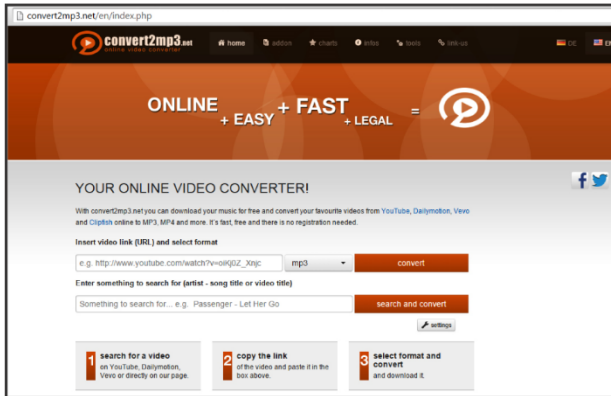 convert2mp3.net/en/index.php
convert2mp3.net
online video converter
home
addon
charts
infos
tools
link-us
DE
EN
ONLINE + EASY + FAST + LEGAL =
YOUR ONLINE VIDEO CONVERTER!
With convert2mp3.net you can download your music for free and convert your favourite videos from YouTube, Dailymotion, Vevo
and Clipfish online to MP3, MP4 and more. It's fast, free and there is no registration needed.
Insert video link (URL) and select format
e.g. http://www.youtube.com/watch?v=oiKj0Z_Xnjc
mp3
convert
Enter something to search for (artist - song title or video title)
Something to search for... e.g. Passenger - Let Her Go
search and convert
settings
1
search for a video
on YouTube, Dailymotion,
Vevo or directly on our page.
2
copy the link
of the video and paste it in the
box above.
3
select format and
convert
and download it.